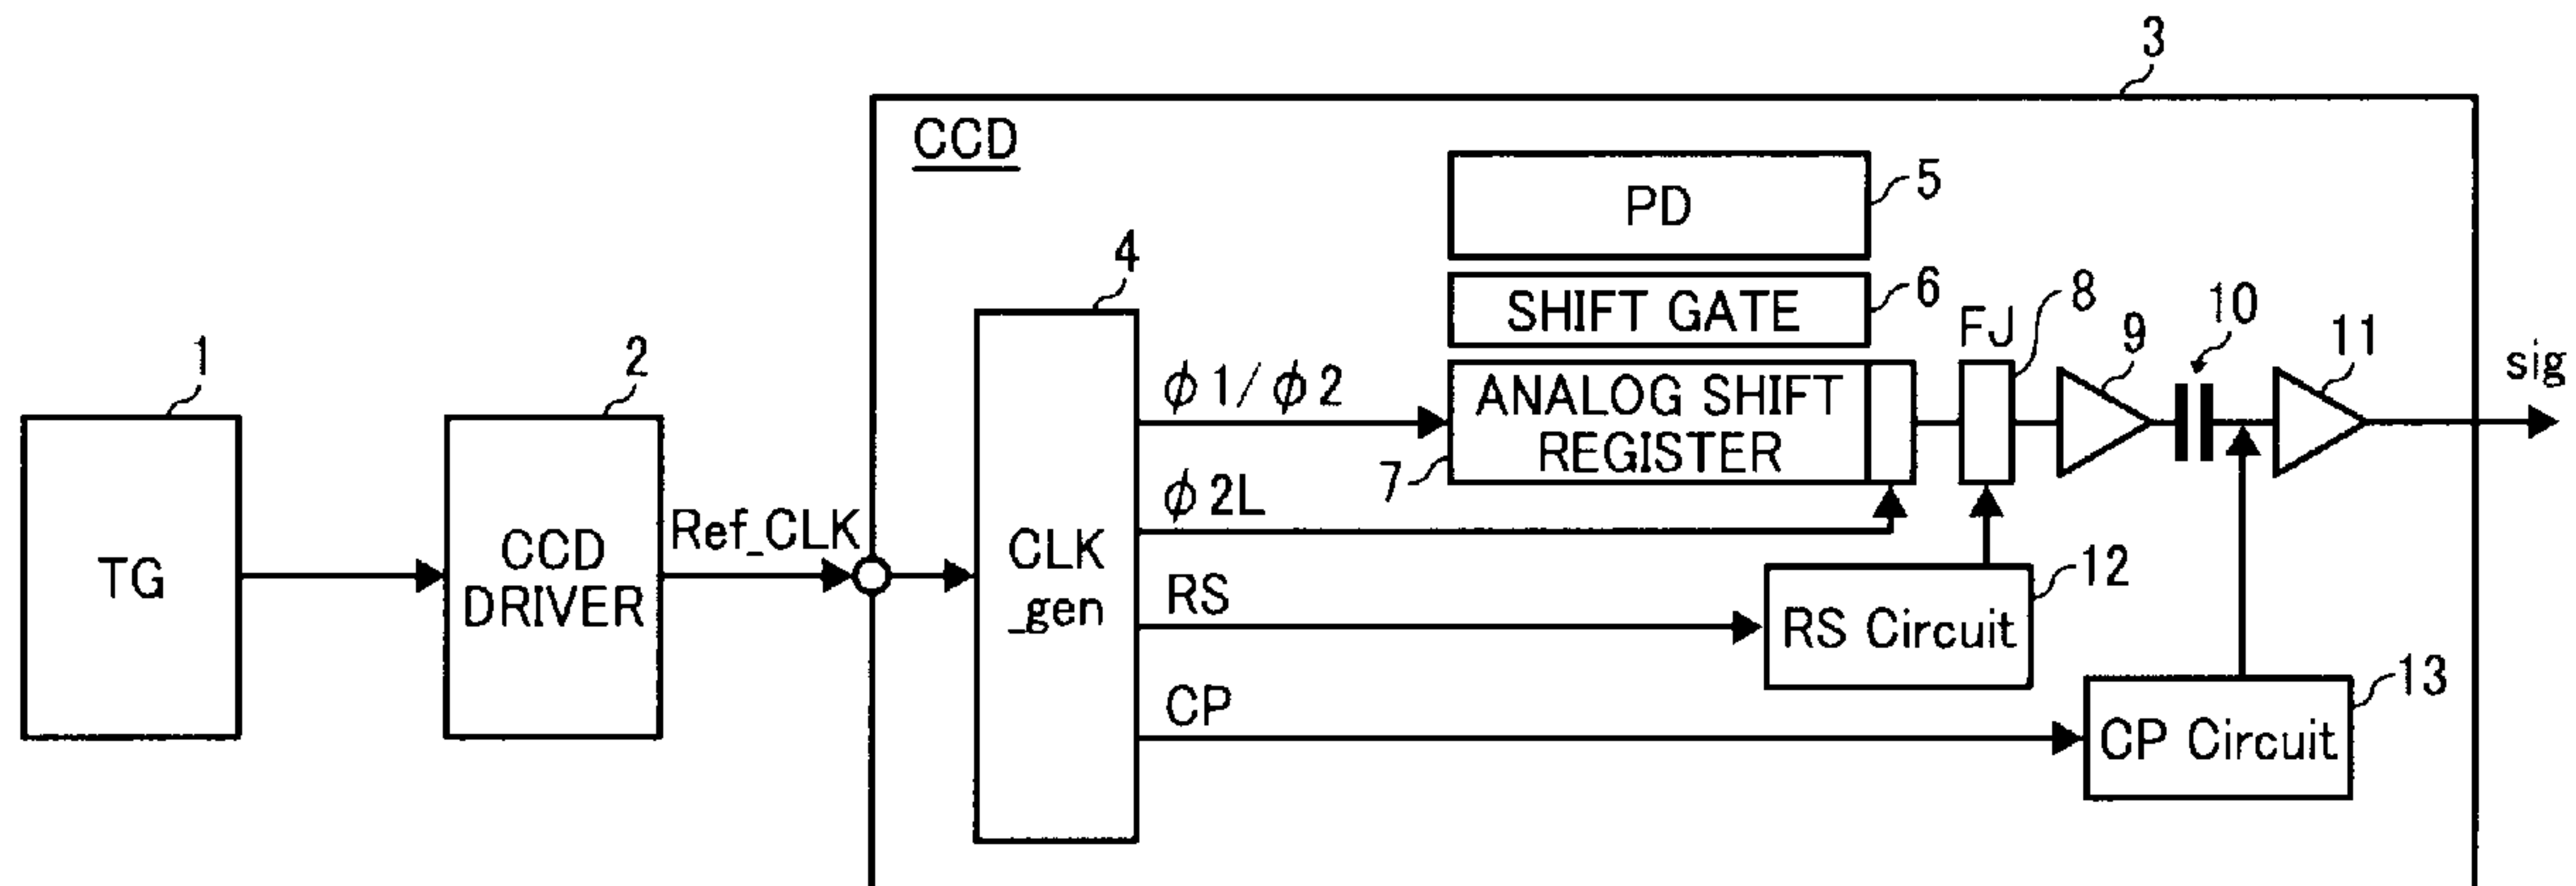 3
CCD
PD
5
4
SHIFT GATE
6
FJ
8
9
10
11
sig
1
2
φ1/φ2
ANALOG SHIFT
REGISTER
7
φ2L
TG
CCD
DRIVER
Ref_CLK
CLK
_gen
RS
RS Circuit
12
CP
CP Circuit
13